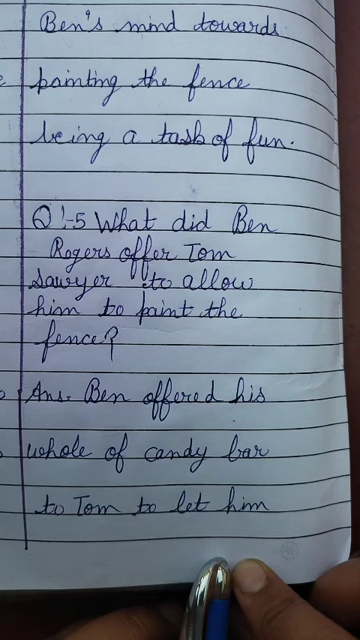 Ben's mind towards
painting the fence
being a task of fun.
Q!-5 What did Ben
Rogers offer Tom
Sawyer to allow
him to paint the
fence?
Ans. Ben offered his
whole of candy bar
to Tom to let him